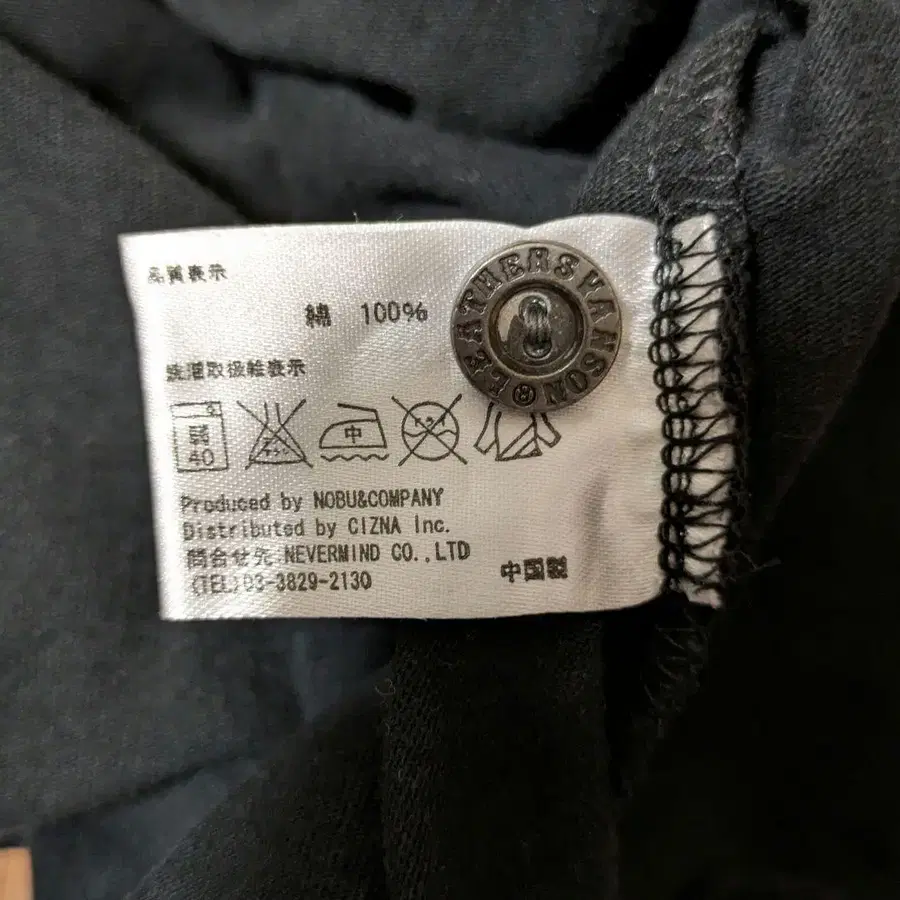 品質表示
綿 100%
LEATHERS VANSON ®
洗濯取扱絵表示
弱
40
中
Produced by NOBU&COMPANY
Distributed by CIZNA Inc.
問合せ先 NEVERMIND CO.,LTD
(TEL)03-3829-2130
中国製